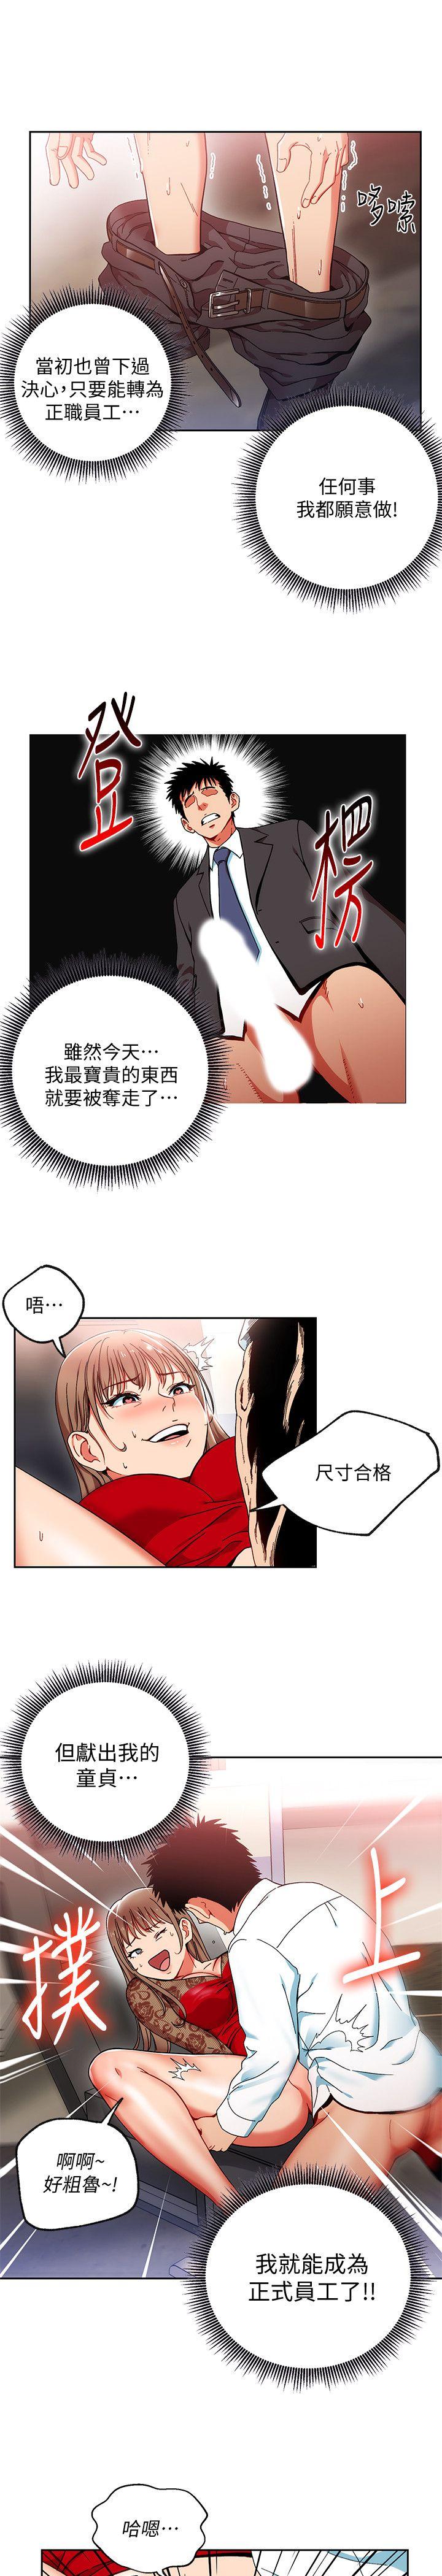 哆嗦
當初也曾下過
決心，只要能轉為
正職員工…
任何事
我都願意做!
登
楞
雖然今天…
我最寶貴的東西
就要被奪走了…
唔…
尺寸合格
但獻出我的
童貞…
撲
上
啊啊~
好粗魯~!
我就能成為
正式員工了!!
哈嗯…